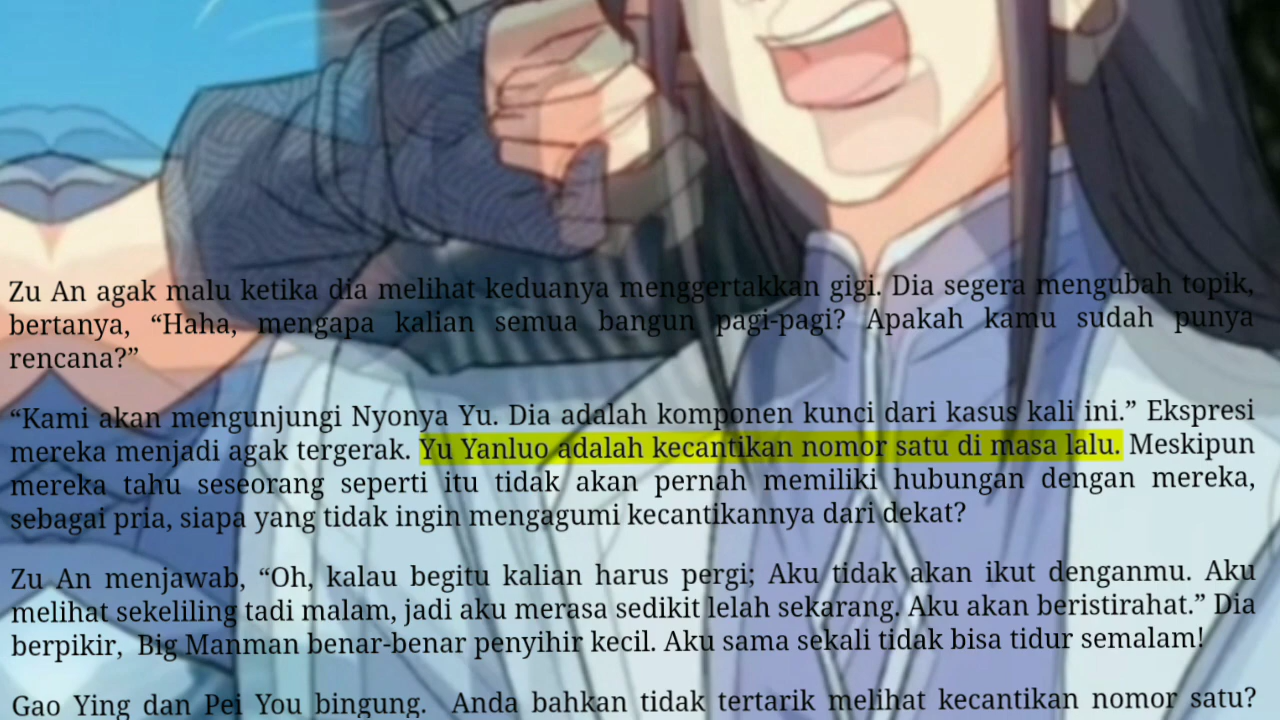 Zu An agak malu ketika dia melihat keduanya menggertakkan gigi. Dia segera mengubah topik,
bertanya, “Haha, mengapa kalian semua bangun pagi-pagi? Apakah kamu sudah punya
rencana?”
“Kami akan mengunjungi Nyonya Yu. Dia adalah komponen kunci dari kasus kali ini.” Ekspresi
mereka menjadi agak tergerak. Yu Yanluo adalah kecantikan nomor satu di masa lalu. Meskipun
mereka tahu seseorang seperti itu tidak akan pernah memiliki hubungan dengan mereka,
sebagai pria, siapa yang tidak ingin mengagumi kecantikannya dari dekat?
Zu An menjawab, “Oh, kalau begitu kalian harus pergi; Aku tidak akan ikut denganmu. Aku
melihat sekeliling tadi malam, jadi aku merasa sedikit lelah sekarang. Aku akan beristirahat.” Dia
berpikir, Big Manman benar-benar penyihir kecil. Aku sama sekali tidak bisa tidur semalam!
Gao Ying dan Pei You bingung. Anda bahkan tidak tertarik melihat kecantikan nomor satu?